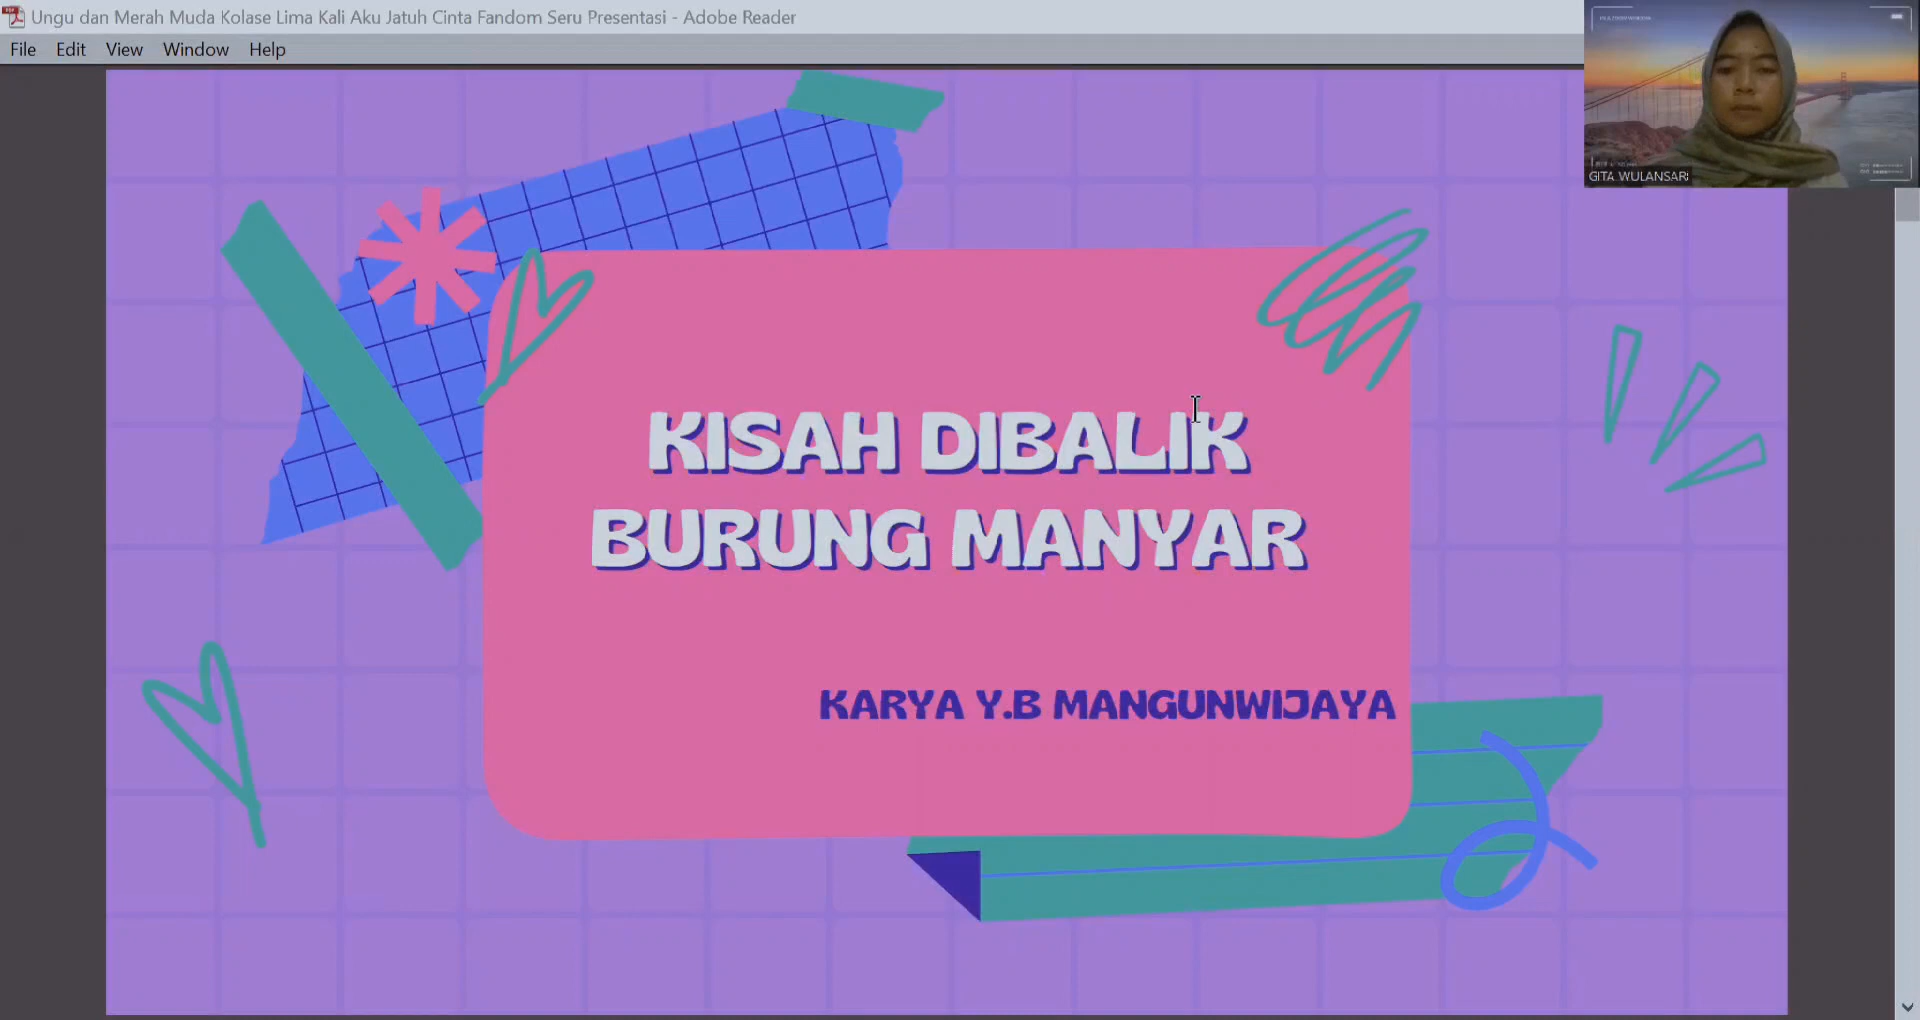 Ungu dan Merah Muda Kolase Lima Kali Aku Jatuh Cinta Fandom Seru Presentasi - Adobe Reader
File Edit View Window Help
GITA WULANSARI
KISAH DIBALIK
BURUNG MANYAR
KARYA Y.B MANGUNWIJAYA